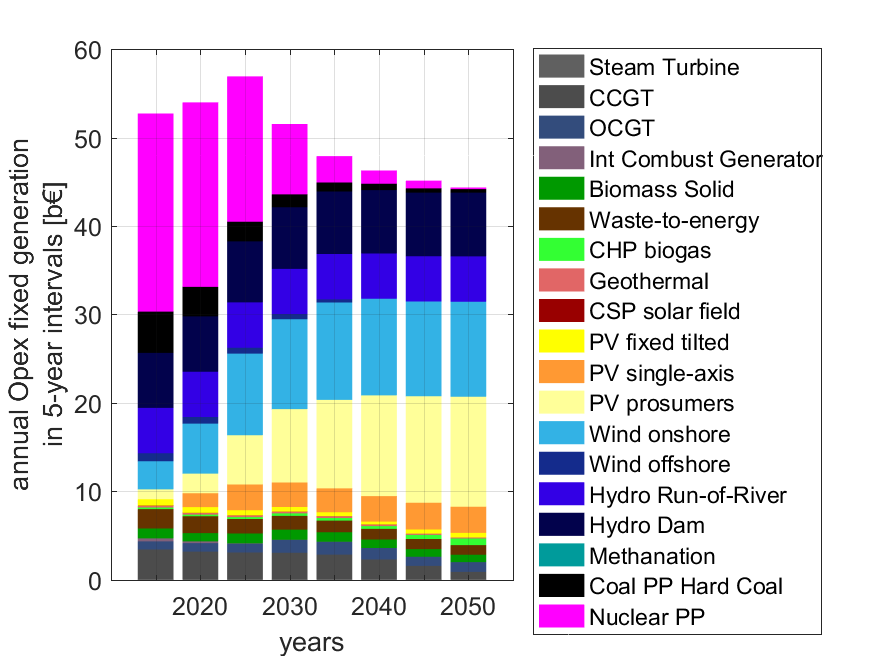 annual Opex fixed generation
in 5-year intervals [b€]
60
50
40
30
20
10
0
2020 2030 2040 2050
years
Steam Turbine
CCGT
OCGT
Int Combust Generator
Biomass Solid
Waste-to-energy
CHP biogas
Geothermal
CSP solar field
PV fixed tilted
PV single-axis
PV prosumers
Wind onshore
Wind offshore
Hydro Run-of-River
Hydro Dam
Methanation
Coal PP Hard Coal
Nuclear PP